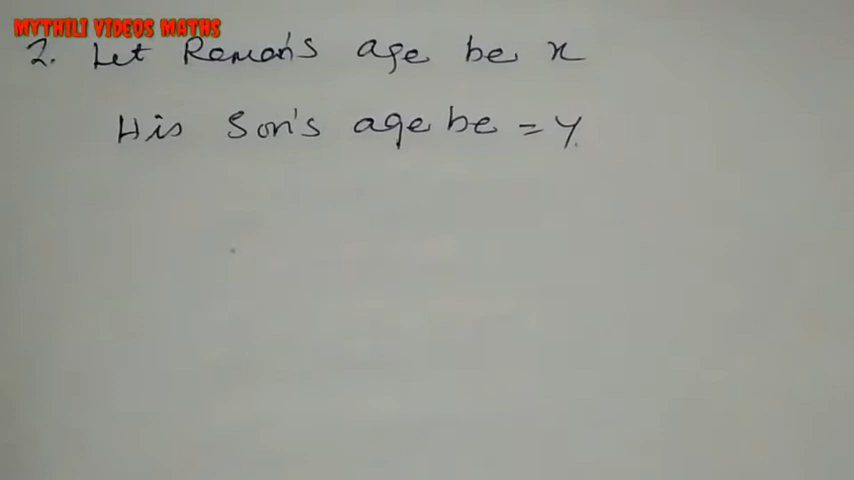 MYTHILI VIDEOS MATHS
2. Let Raman's age be x
His Son's age be = y